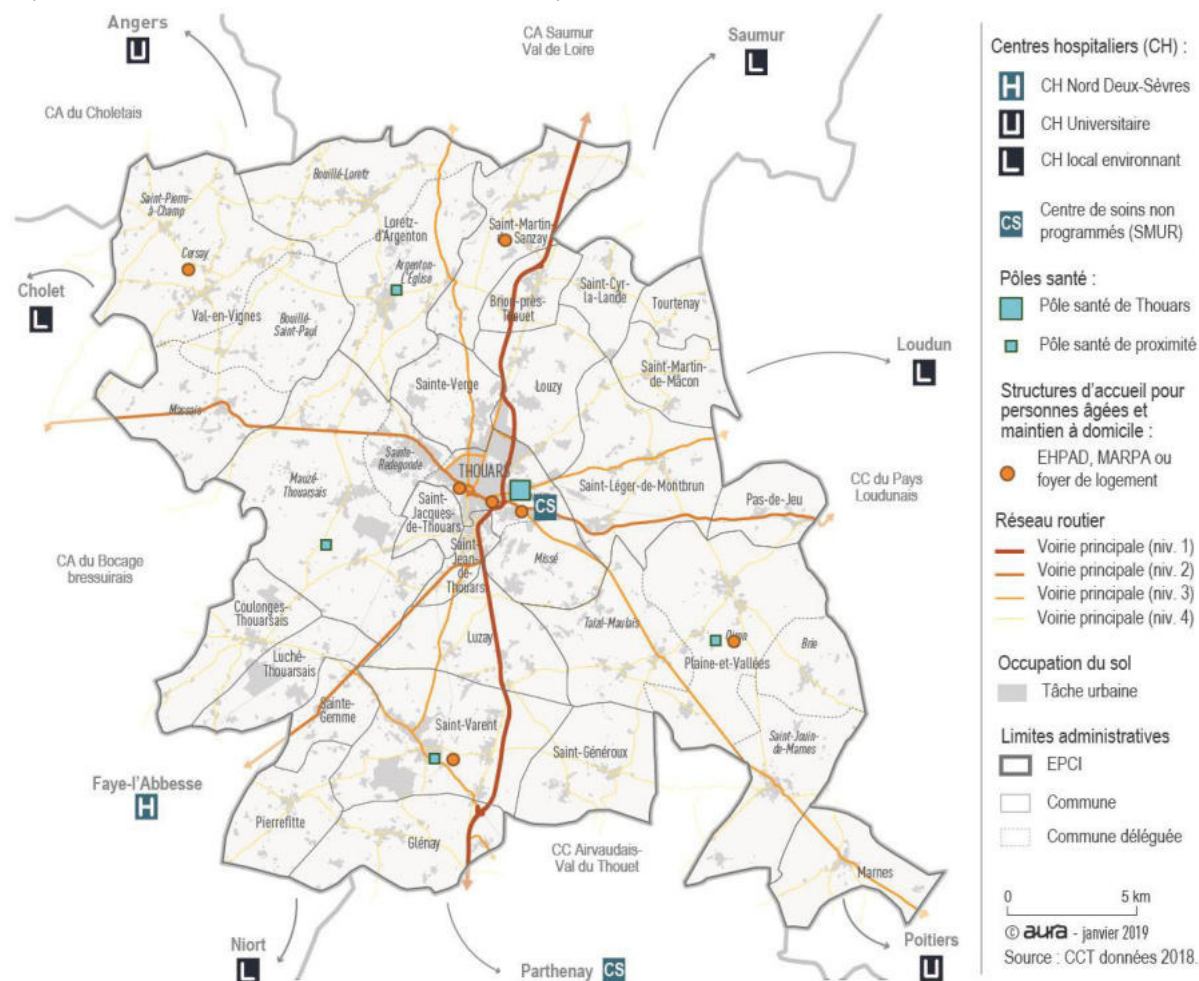 Angers
U
CA Saumur
Val de Loire
Saumur
L
CA du Choletais
Bouillé-Loretz
Saint-Pierre-
à-Champ
Loretz-
d'Argenton
Saint-Martin-
Sanzay
Cersay
Argenton-
l'Église
Saint-Cyr-
la-Lande
Cholet
L
Brion-près-
Thouet
Tourtenay
Val-en-Vignes
Bouillé-
Saint-Paul
Loudun
L
Saint-Martin-
de-Mâcon
Sainte-Verge
Louzy
Massais
Sainte-
Radegonde
THOUARS
Mauzé-
Thouarsais
Saint-Léger-de-Montbrun
CC du Pays
Loudunais
Saint-
Jacques-
de-Thouars
CS
Pas-de-Jeu
Saint-
Jean-
de-
Thouars
Missé
CA du Bocage
bressuirais
Coulonges-
Thouarsais
Taizé-Maulais
Luzay
Oiron
Brie
Plaine-et-Vallées
Luché-
Thouarsais
Sainte-
Gemme
Saint-Varent
Saint-Jouin-
de-Marnes
Saint-Généroux
Faye-l'Abbesse
H
Pierrefitte
Glénay
CC Airvaudais-
Val du Thouet
Marnes
Niort
L
Parthenay CS
Poitiers
U
Centres hospitaliers (CH) :
H CH Nord Deux-Sèvres
U CH Universitaire
L CH local environnant
CS Centre de soins non
programmés (SMUR)
Pôles santé :
Pôle santé de Thouars
Pôle santé de proximité
Structures d'accueil pour
personnes âgées et
maintien à domicile :
EHPAD, MARPA ou
foyer de logement
Réseau routier
Voirie principale (niv. 1)
Voirie principale (niv. 2)
Voirie principale (niv. 3)
Voirie principale (niv. 4)
Occupation du sol
Tâche urbaine
Limites administratives
EPCI
Commune
Commune déléguée
0 5 km
© aura - janvier 2019
Source : CCT données 2018.